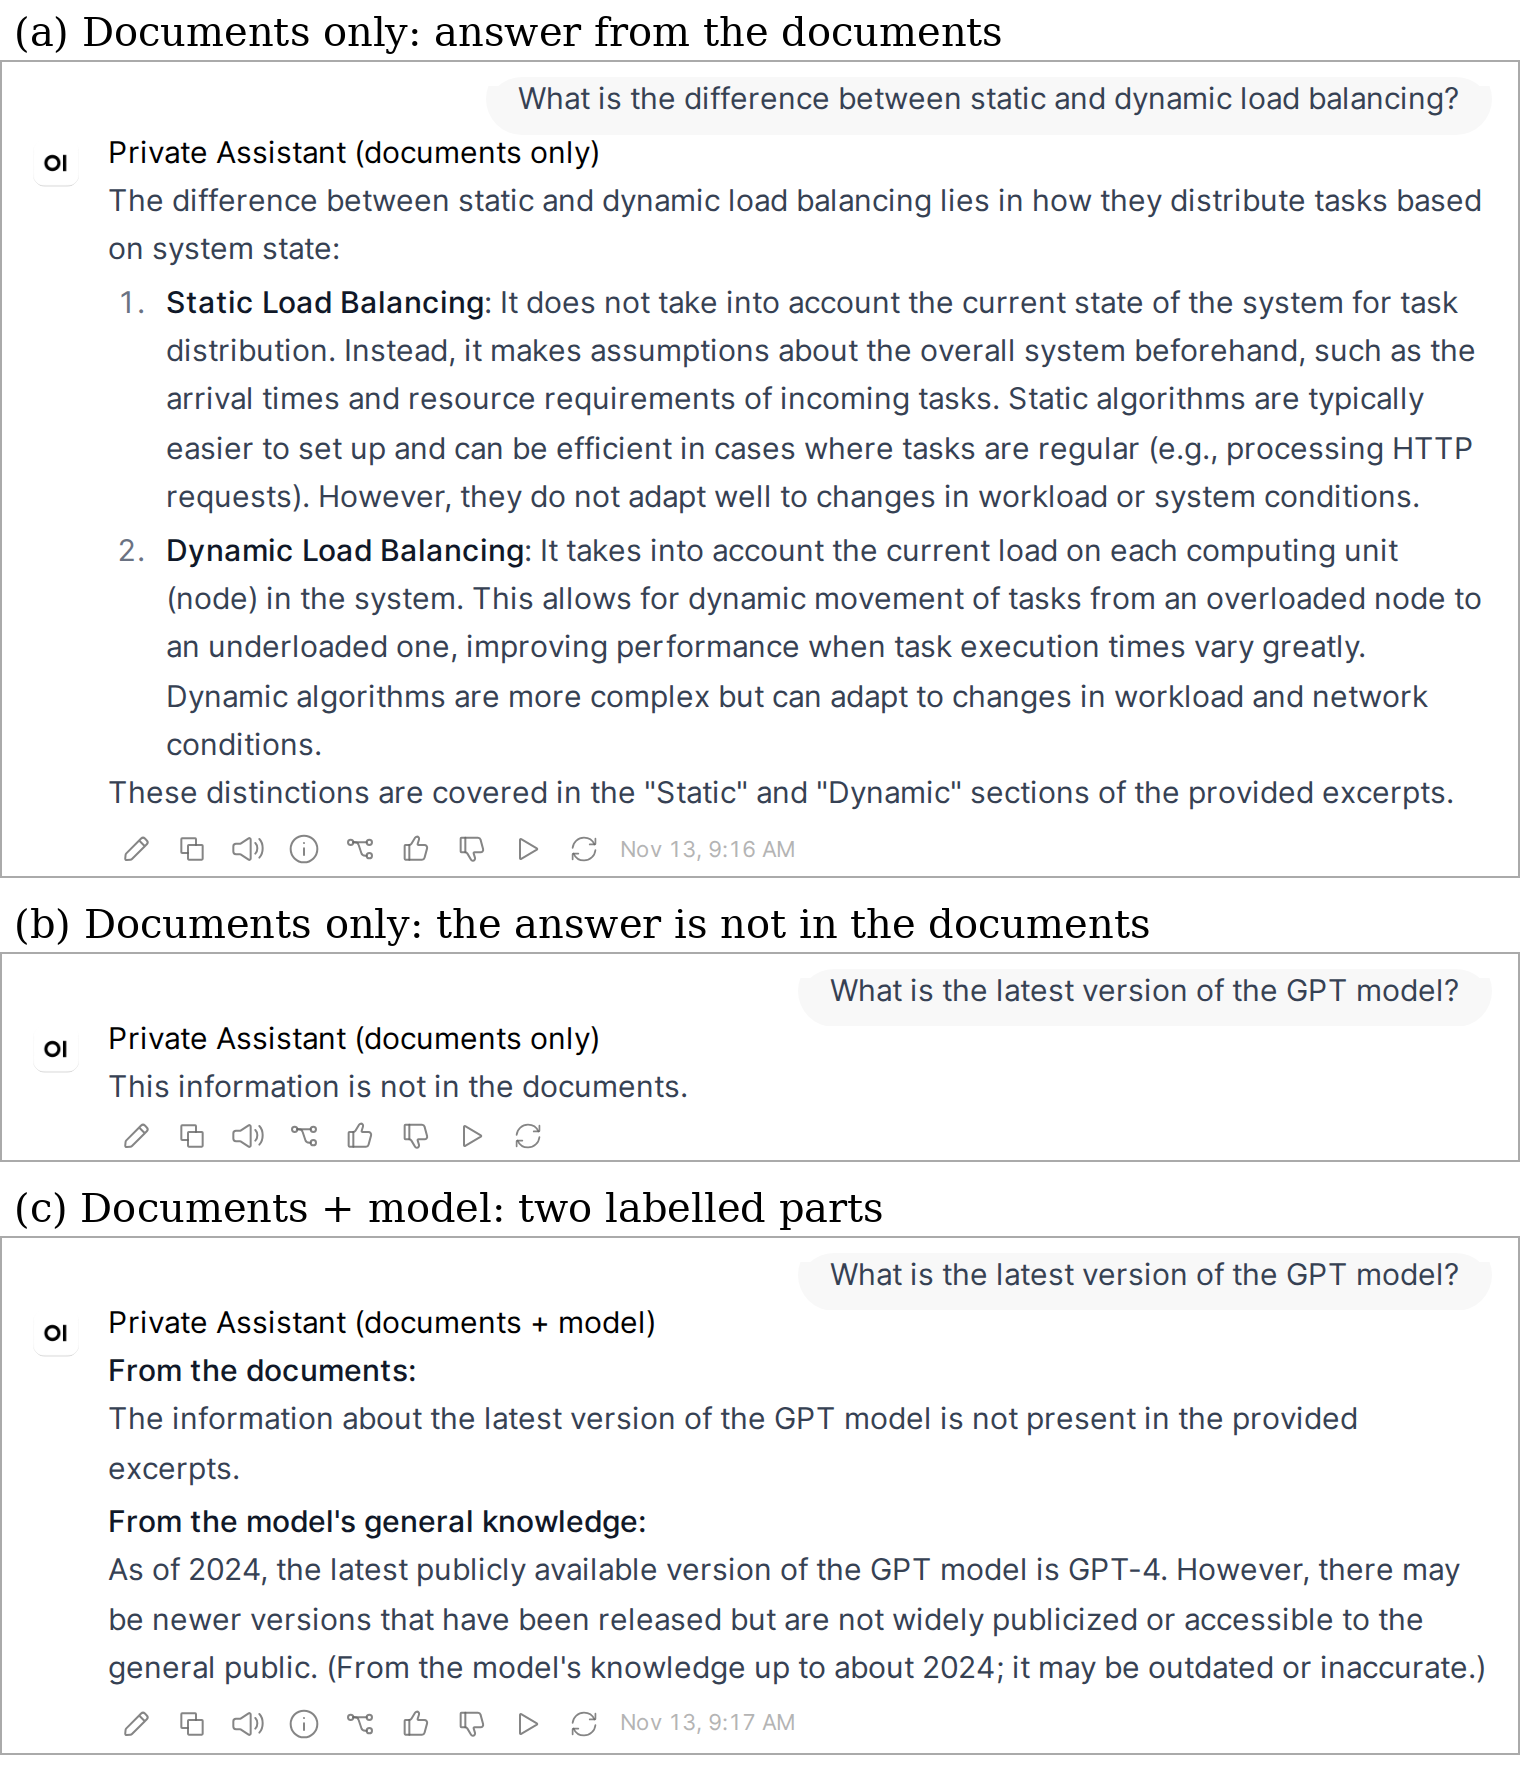 (a) Documents only: answer from the documents
What is the difference between static and dynamic load balancing?
OI
Private Assistant (documents only)
The difference between static and dynamic load balancing lies in how they distribute tasks based
on system state:
1. Static Load Balancing: It does not take into account the current state of the system for task
distribution. Instead, it makes assumptions about the overall system beforehand, such as the
arrival times and resource requirements of incoming tasks. Static algorithms are typically
easier to set up and can be efficient in cases where tasks are regular (e.g., processing HTTP
requests). However, they do not adapt well to changes in workload or system conditions.
2. Dynamic Load Balancing: It takes into account the current load on each computing unit
(node) in the system. This allows for dynamic movement of tasks from an overloaded node to
an underloaded one, improving performance when task execution times vary greatly.
Dynamic algorithms are more complex but can adapt to changes in workload and network
conditions.
These distinctions are covered in the "Static" and "Dynamic" sections of the provided excerpts.
Nov 13, 9:16 AM
(b) Documents only: the answer is not in the documents
What is the latest version of the GPT model?
OI
Private Assistant (documents only)
This information is not in the documents.
(c) Documents + model: two labelled parts
What is the latest version of the GPT model?
OI
Private Assistant (documents + model)
From the documents:
The information about the latest version of the GPT model is not present in the provided
excerpts.
From the model's general knowledge:
As of 2024, the latest publicly available version of the GPT model is GPT-4. However, there may
be newer versions that have been released but are not widely publicized or accessible to the
general public. (From the model's knowledge up to about 2024; it may be outdated or inaccurate.)
Nov 13, 9:17 AM